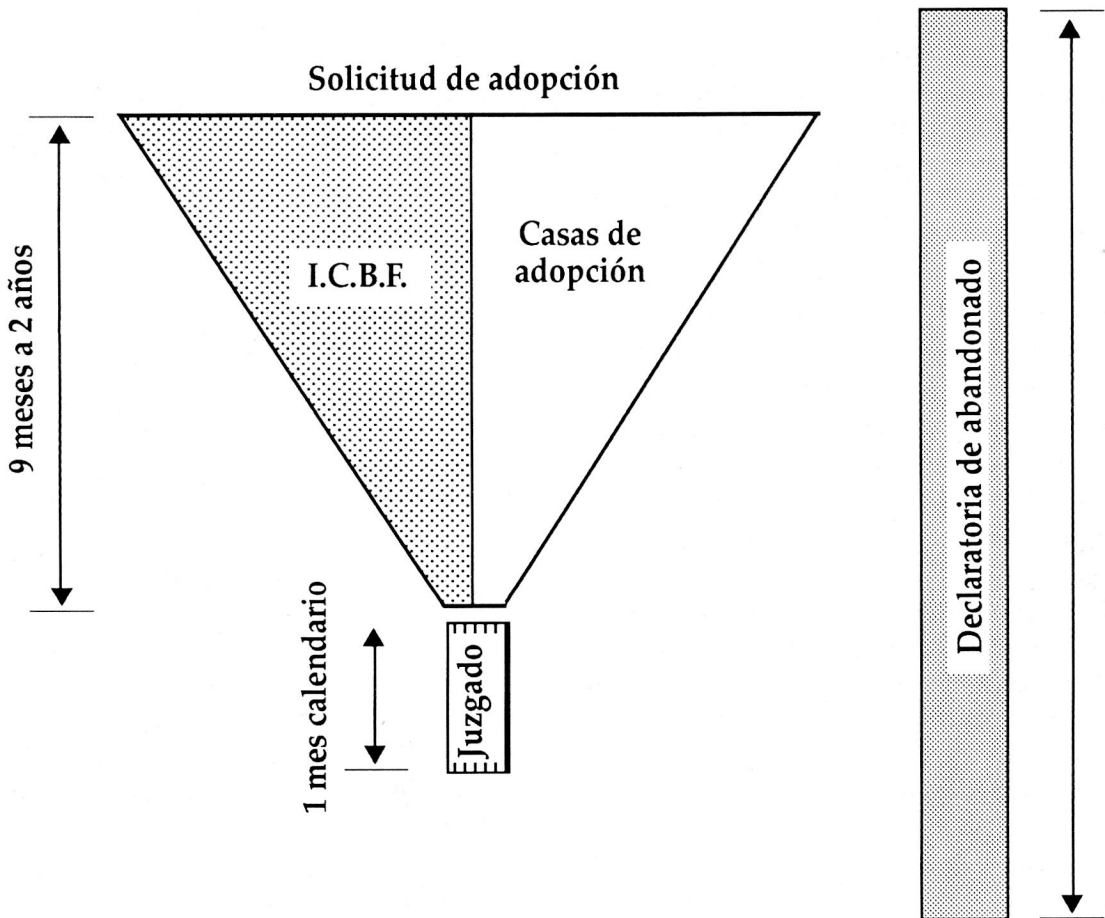 Solicitud de adopción
9 meses a 2 años
I.C.B.F.
Casas de
adopción
1 mes calendario
Juzgado
Declaratoria de abandonado